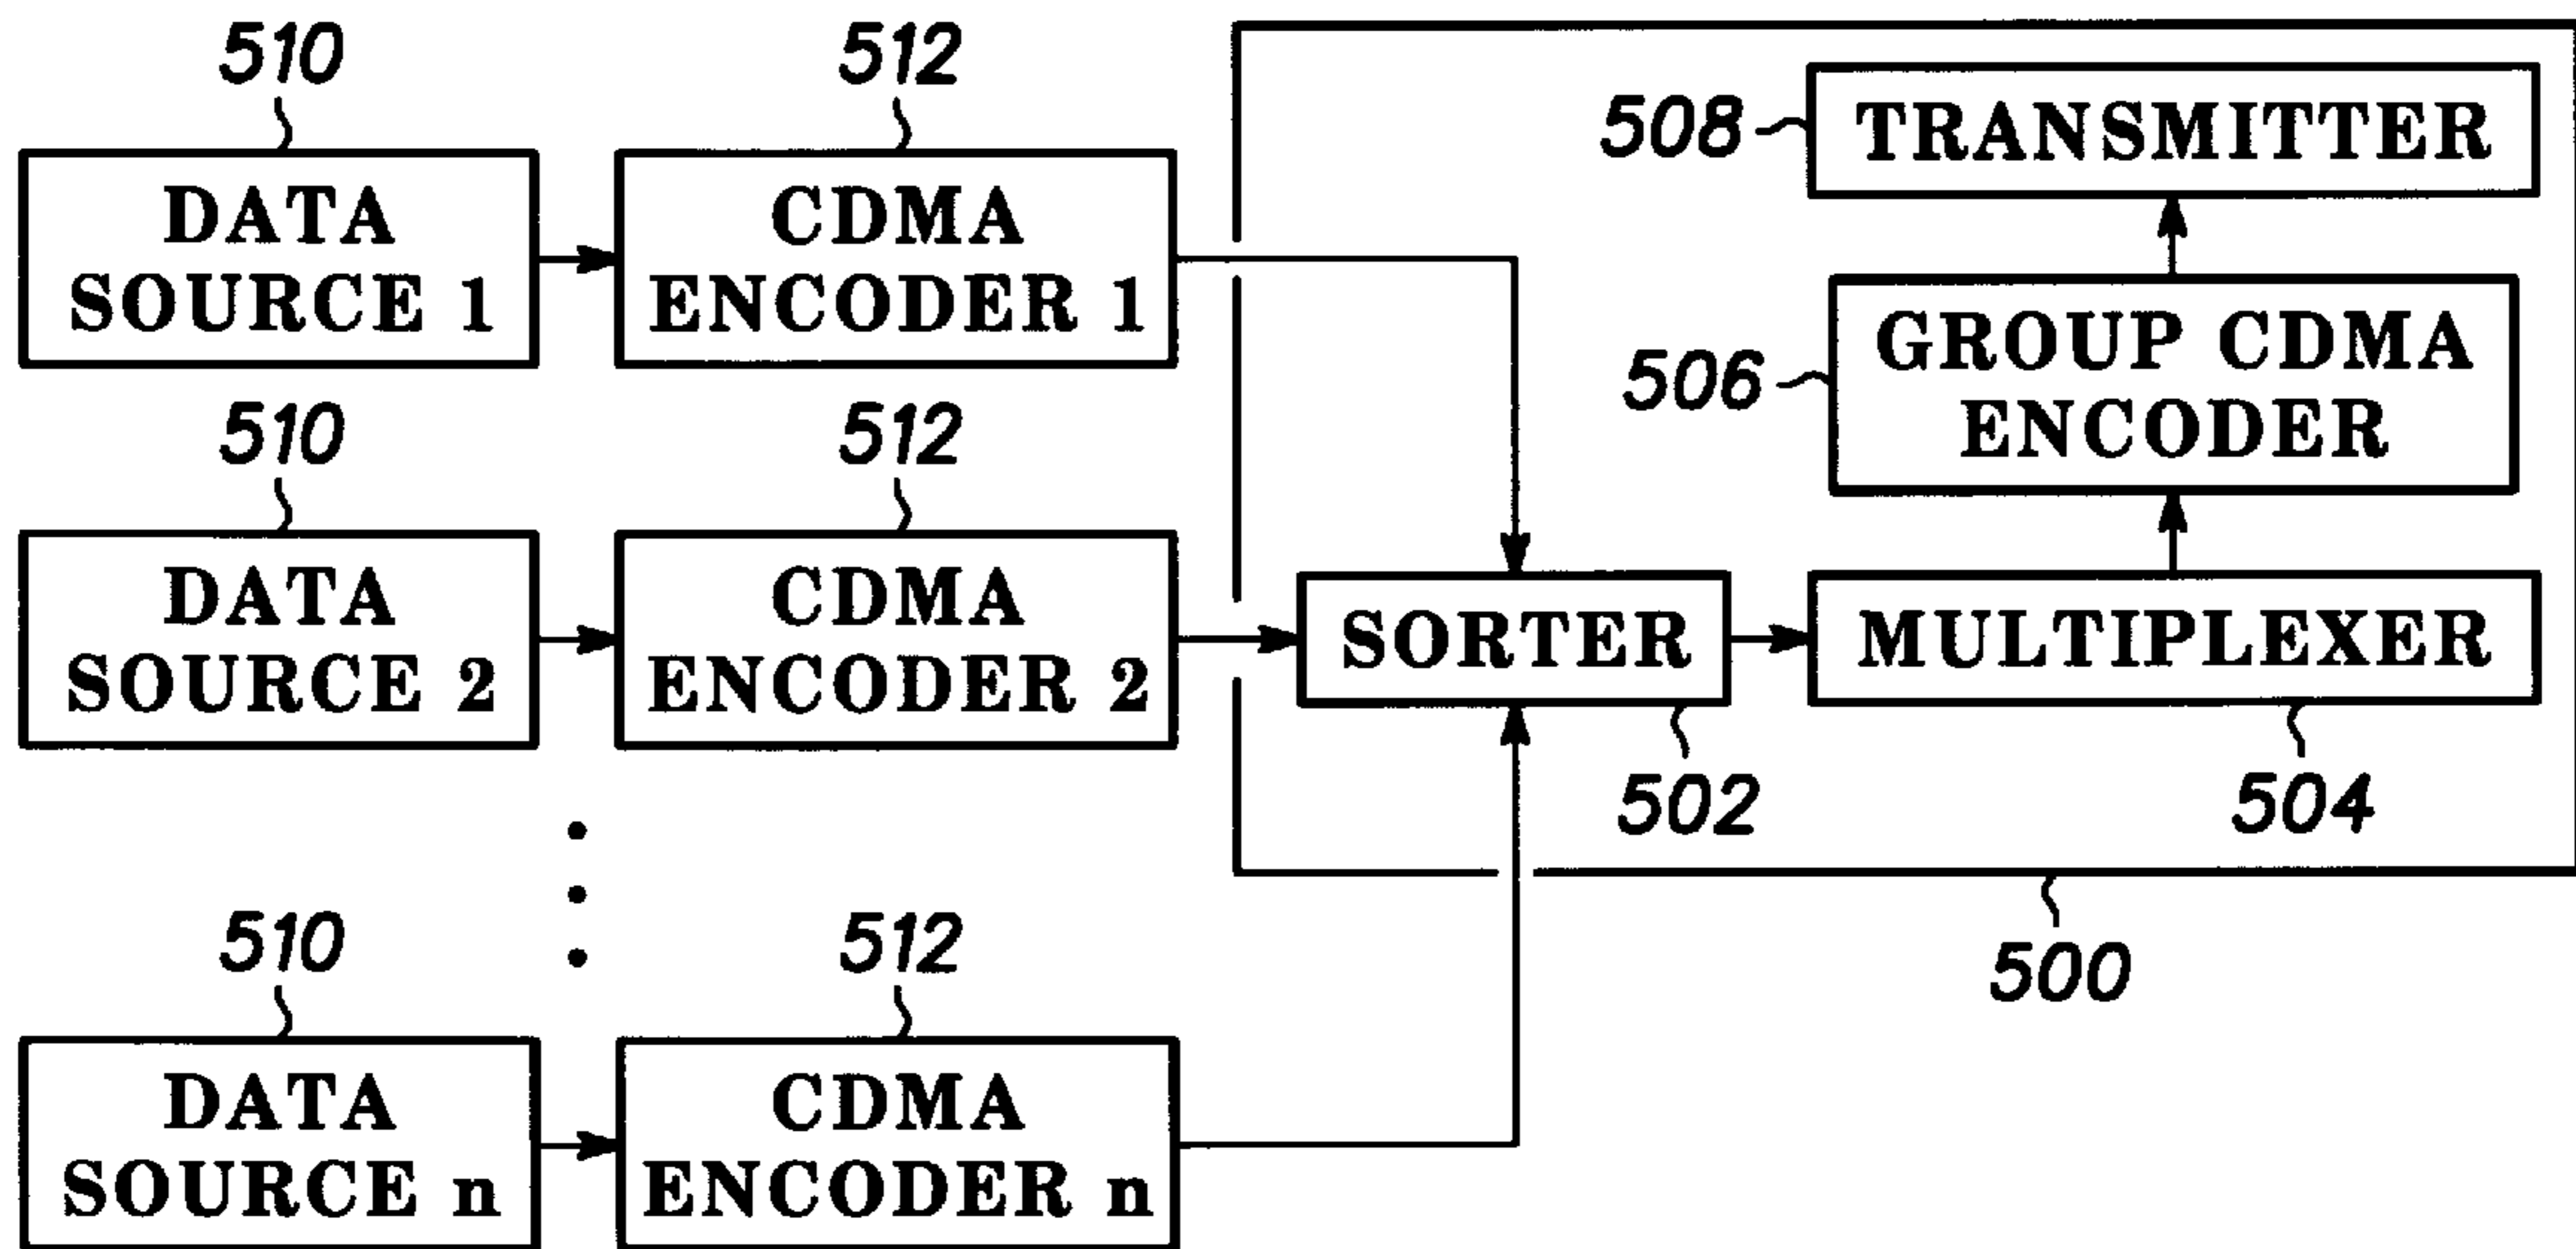 510
512
DATA
SOURCE 1
CDMA
ENCODER 1
508
TRANSMITTER
506
GROUP CDMA
ENCODER
510
512
DATA
SOURCE 2
CDMA
ENCODER 2
SORTER
MULTIPLEXER
502
504
500
510
512
DATA
SOURCE n
CDMA
ENCODER n